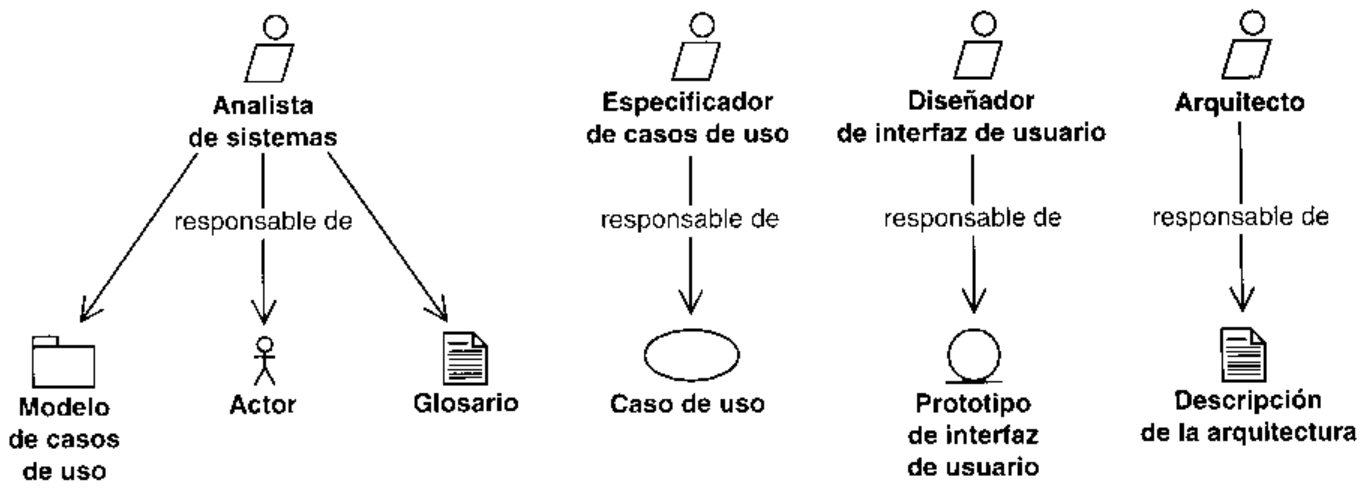 Analista
de sistemas
Especificador
de casos de uso
Diseñador
de interfaz de usuario
Arquitecto
responsable de
responsable de
responsable de
responsable de
Modelo
de casos
de uso
Actor
Glosario
Caso de uso
Prototipo
de interfaz
de usuario
Descripción
de la arquitectura